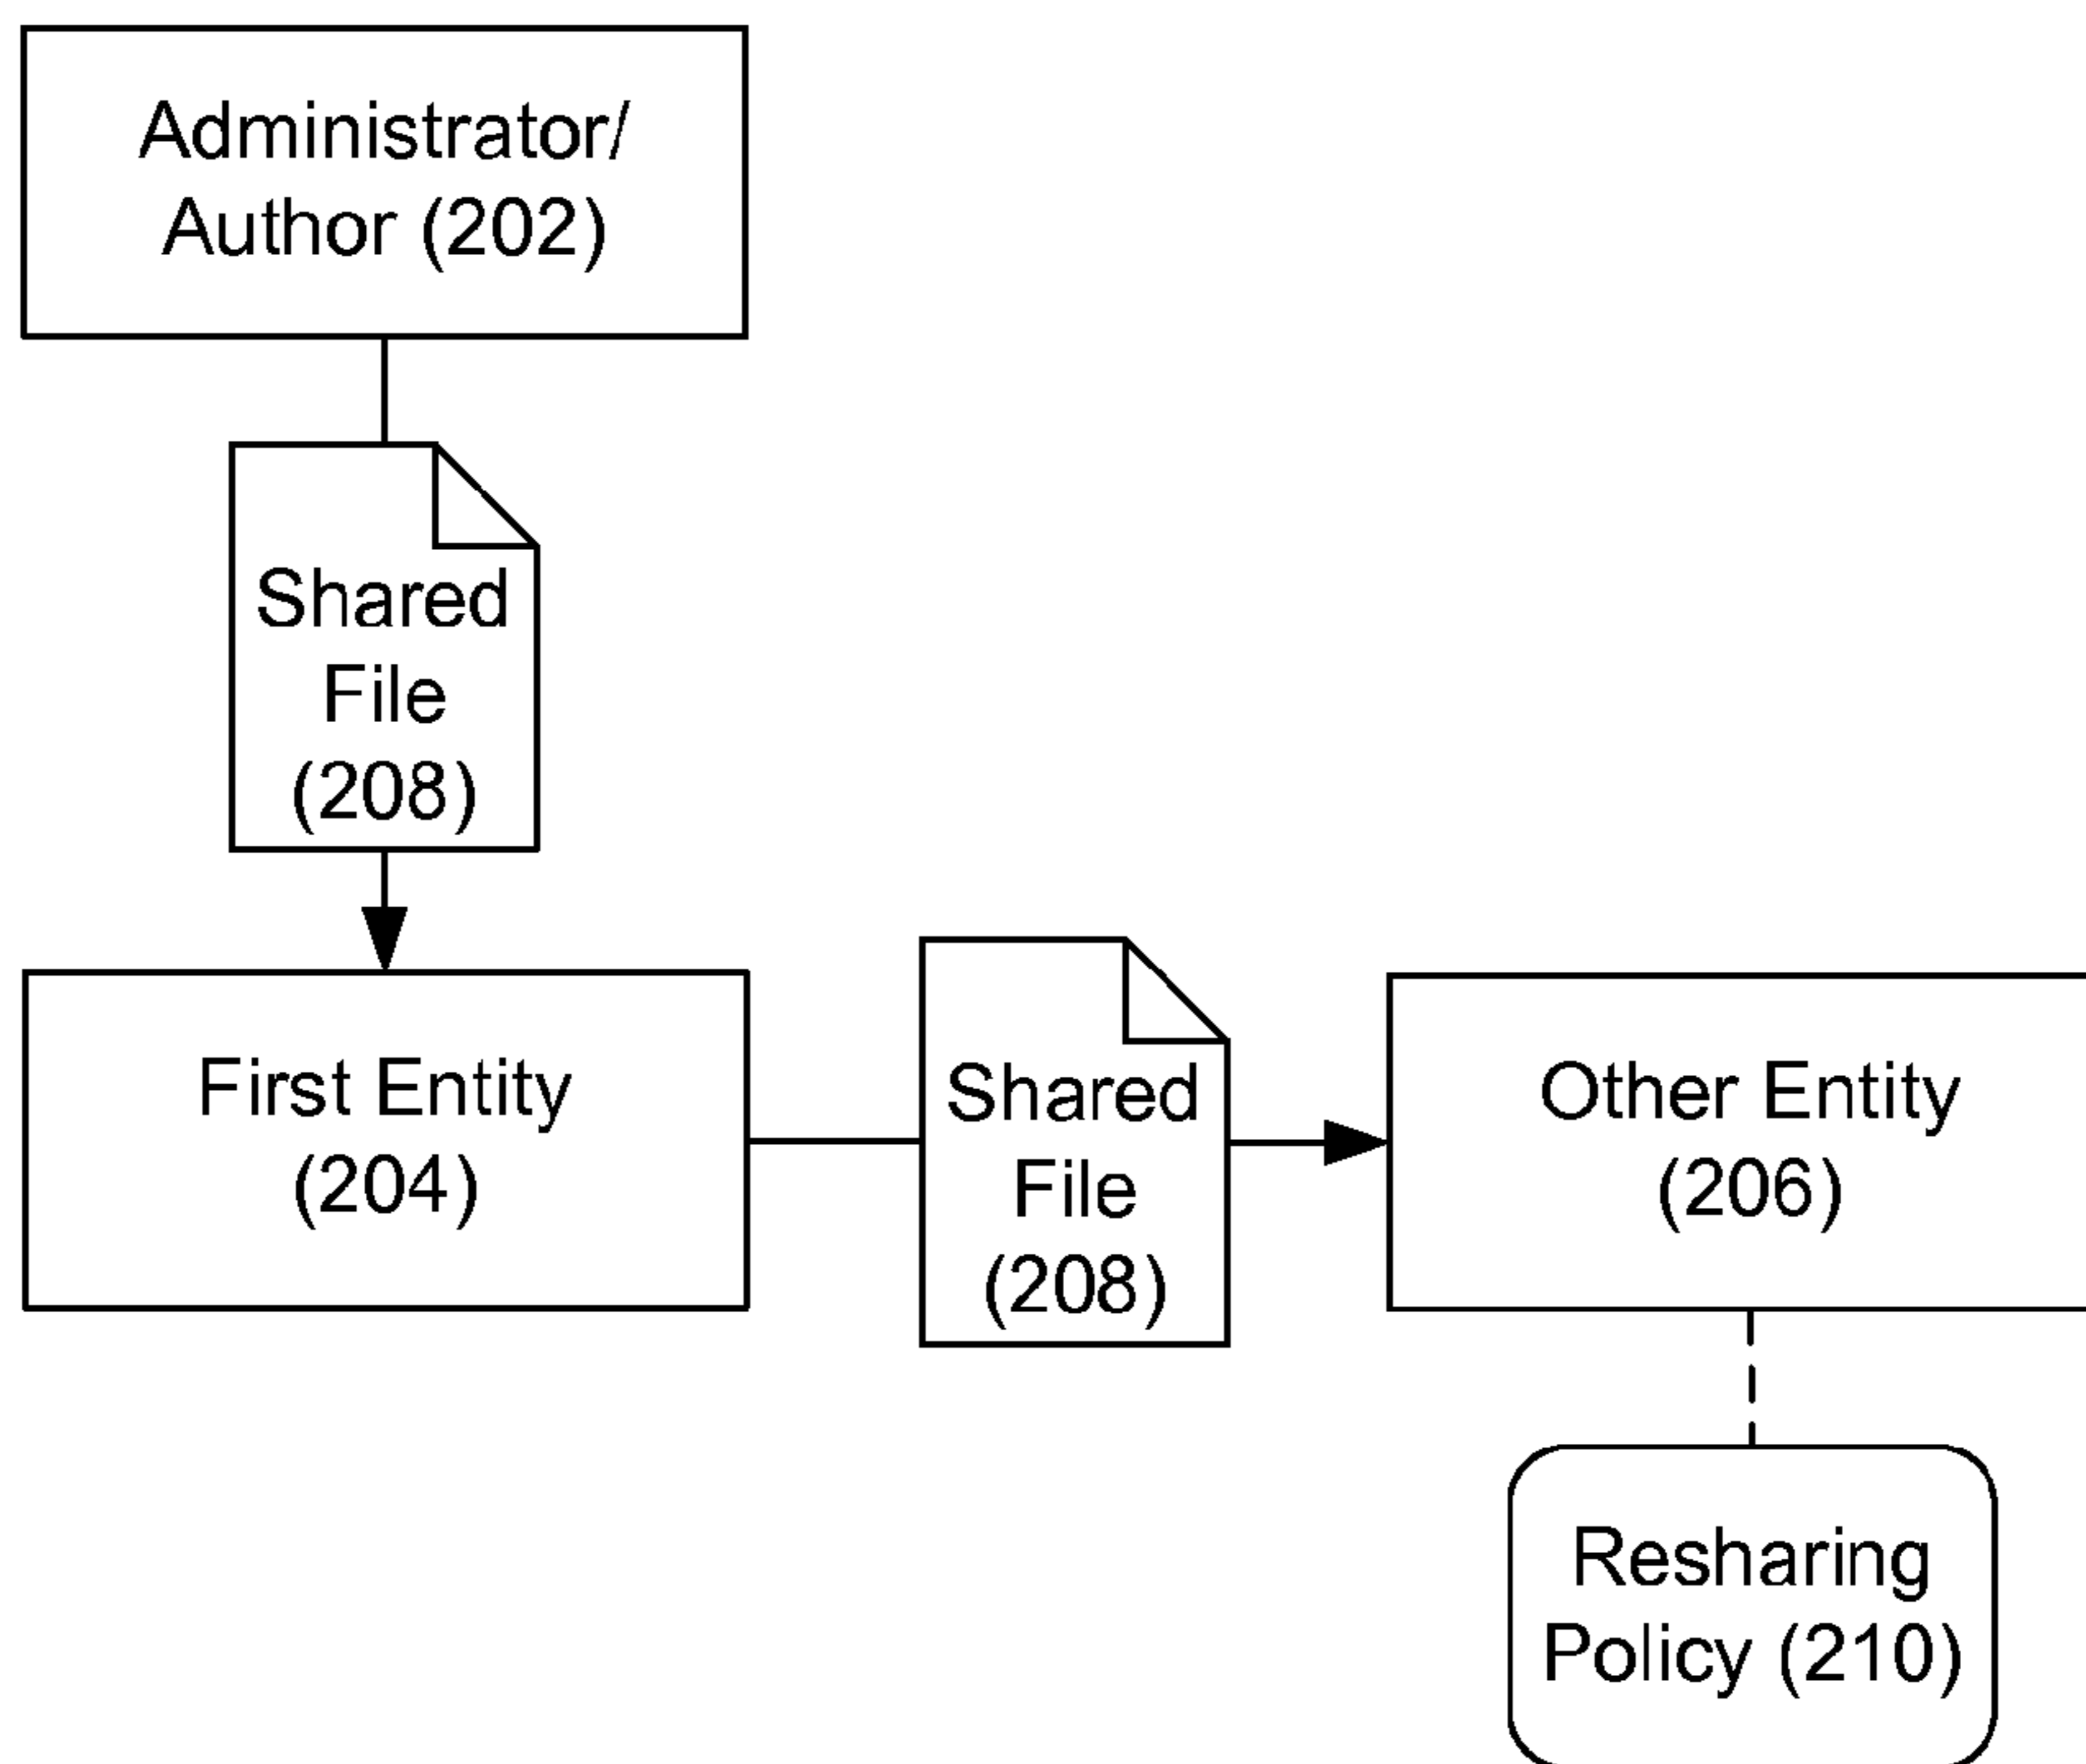 Administrator/
Author (202)
Shared
File
(208)
First Entity
(204)
Shared
File
(208)
Other Entity
(206)
Resharing
Policy (210)